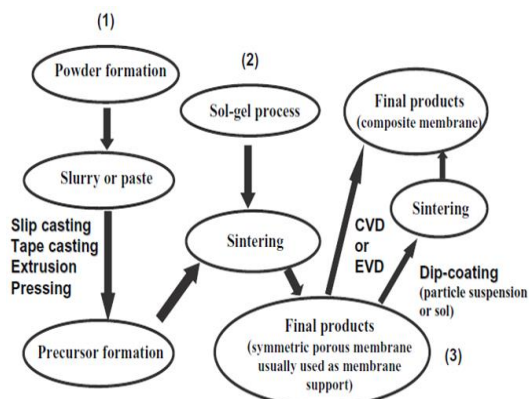 (1)
Powder formation
Slurry or paste
Slip casting
Tape casting
Extrusion
Pressing
Precursor formation
(2)
Sol-gel process
Sintering
Final products
(symmetric porous membrane
usually used as membrane
support)
(3)
CVD
or
EVD
Dip-coating
(particle suspension
or sol)
Sintering
Final products
(composite membrane)